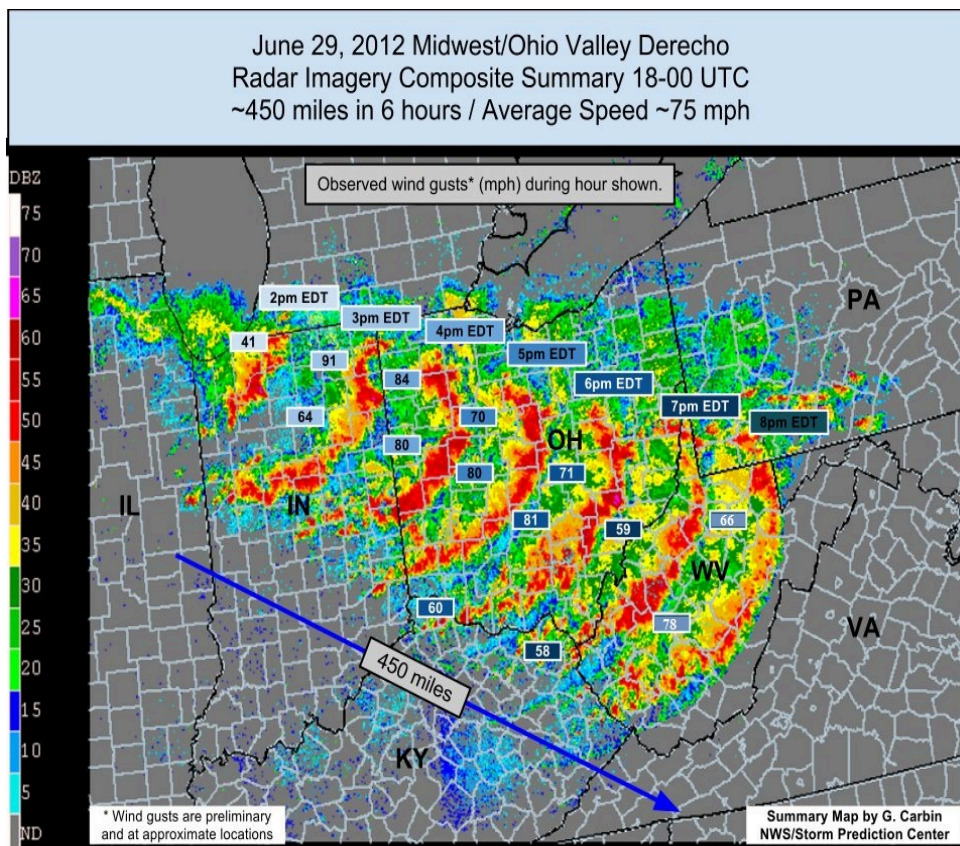 June 29, 2012 Midwest/Ohio Valley Derecho
Radar Imagery Composite Summary 18-00 UTC
~450 miles in 6 hours / Average Speed ~75 mph
DBZ
75
70
65
60
55
50
45
40
35
30
25
20
15
10
5
ND
Observed wind gusts* (mph) during hour shown.
2pm EDT
3pm EDT
4pm EDT
5pm EDT
6pm EDT
7pm EDT
8pm EDT
PA
41
91
84
64
70
80
OH
80
71
IL
IN
81
59
66
WV
60
78
VA
58
450 miles
KY
* Wind gusts are preliminary
and at approximate locations
Summary Map by G. Carbin
NWS/Storm Prediction Center